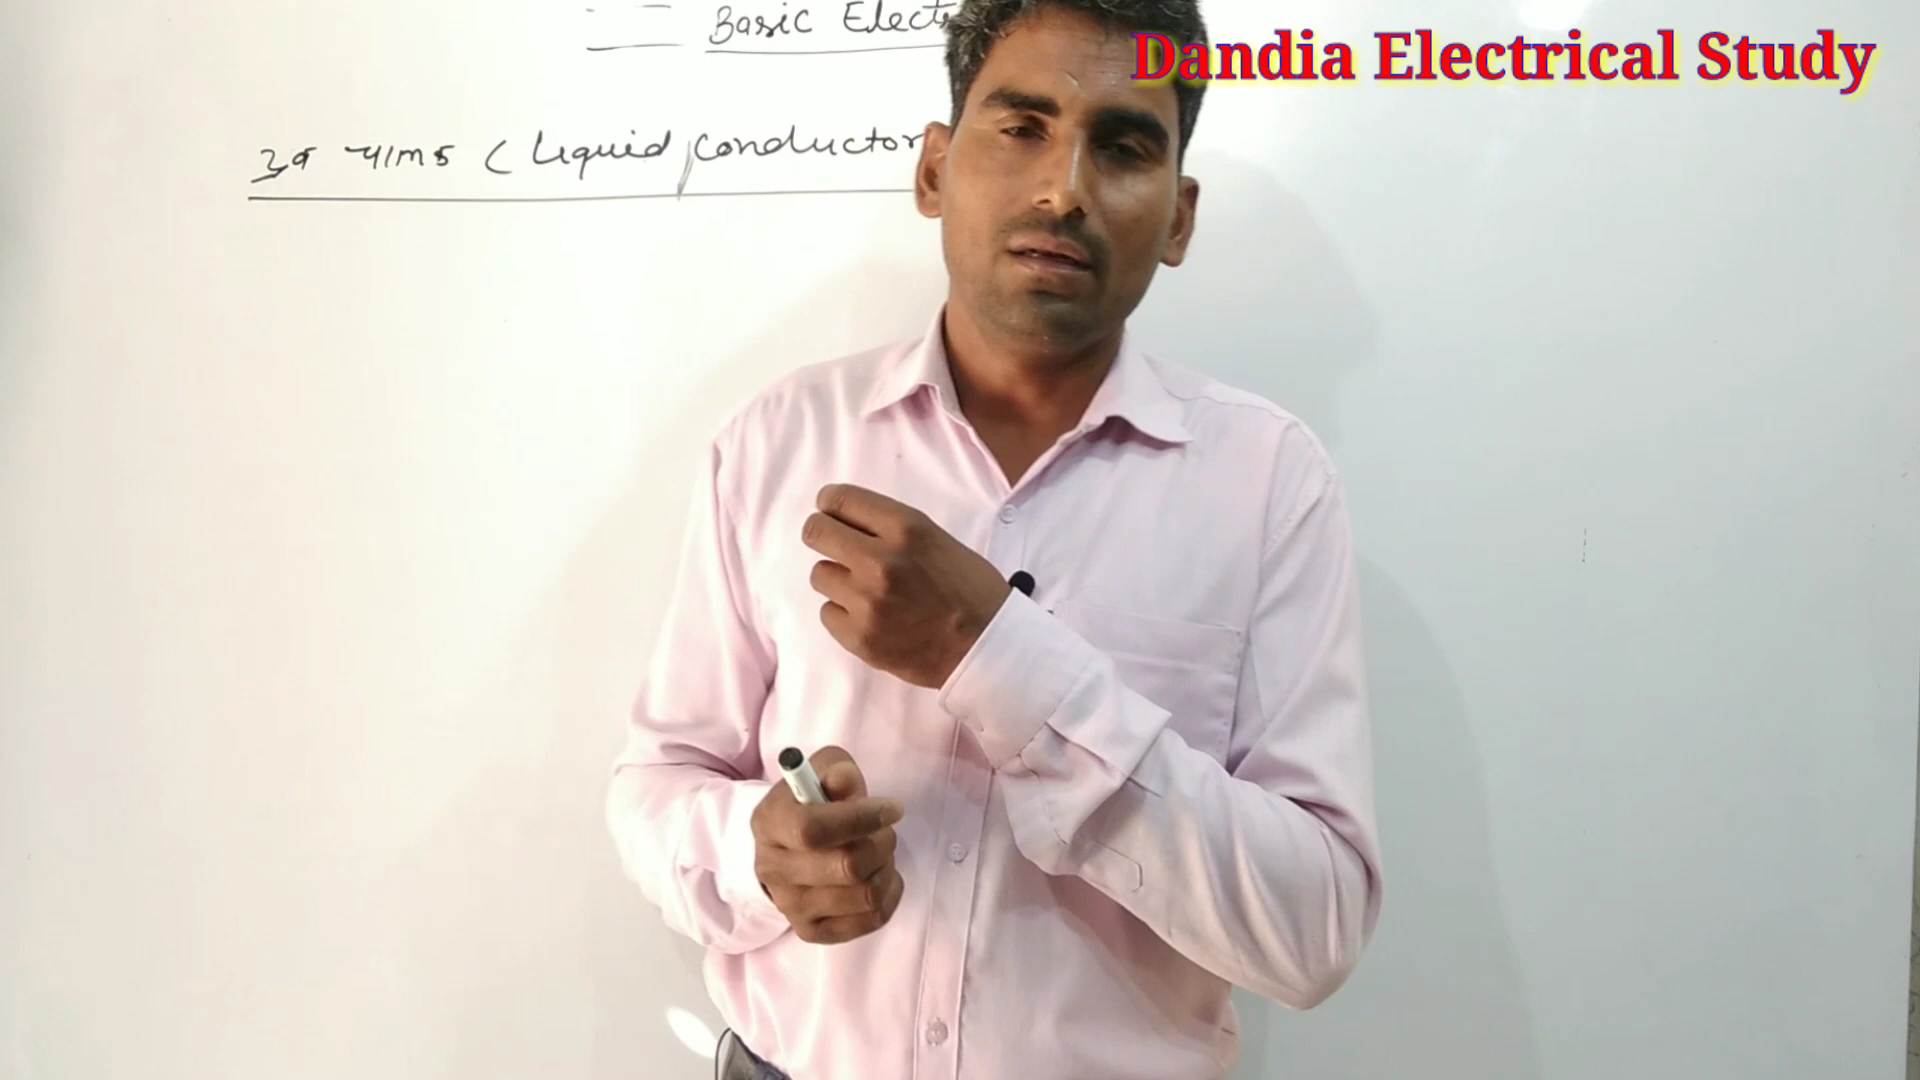 Basic Elect
Dandia Electrical Study
द्रव चालक ( Liquid conductor